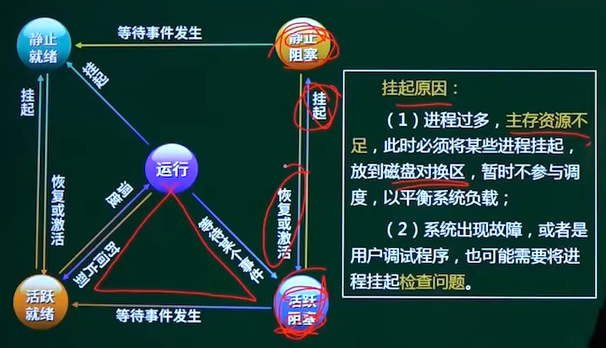 静止
就绪
等待事件发生
静止
阻塞
挂起
挂起
挂起
运行
恢复或激活
调度
时间片到
等待某个事件
恢复或激活
活跃
就绪
等待事件发生
活跃
阻塞
挂起原因：
（1）进程过多，主存资源不
足，此时必须将某些进程挂起，
放到磁盘对换区，暂时不参与调
度，以平衡系统负载；
（2）系统出现故障，或者是
用户调试程序，也可能需要将进
程挂起检查问题。